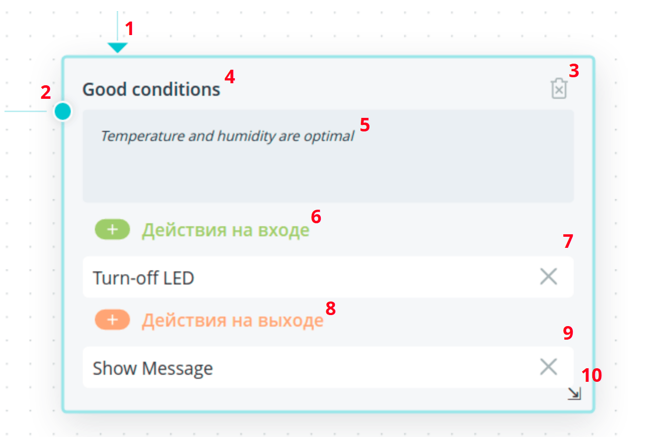 1
2
3
Good conditions 4
Temperature and humidity are optimal 5
+ Действия на входе 6
7
Turn-off LED
+ Действия на выходе 8
9
Show Message
10